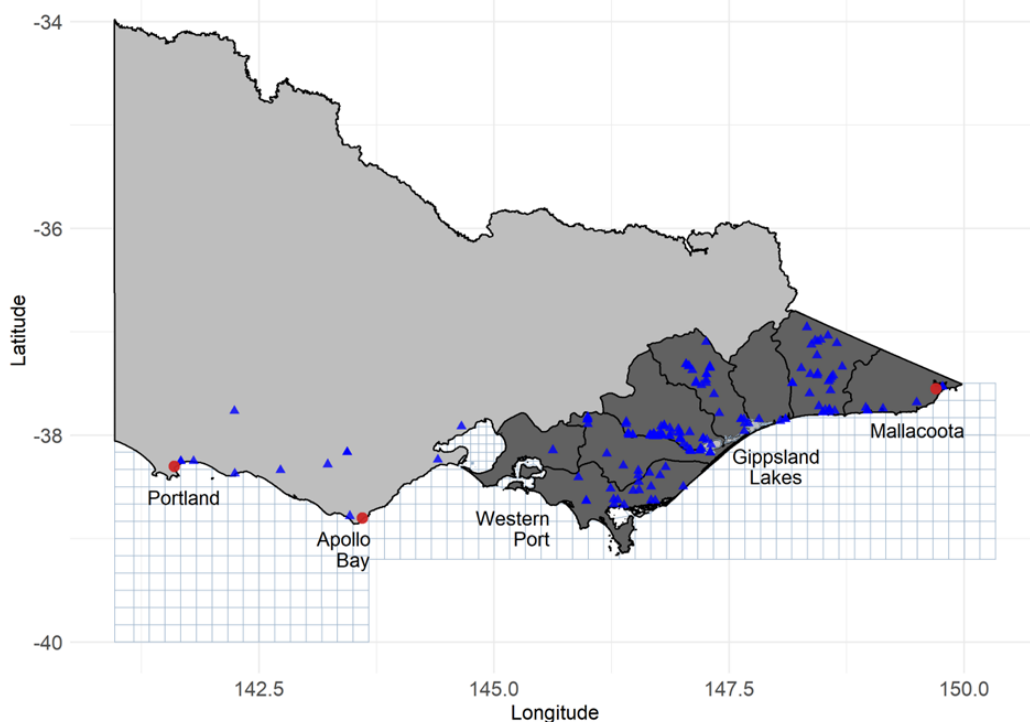 -34
-36
-38
-40
Latitude
Portland
Apollo
Bay
Western
Port
Gippsland
Lakes
Mallacoota
142.5
145.0
147.5
150.0
Longitude